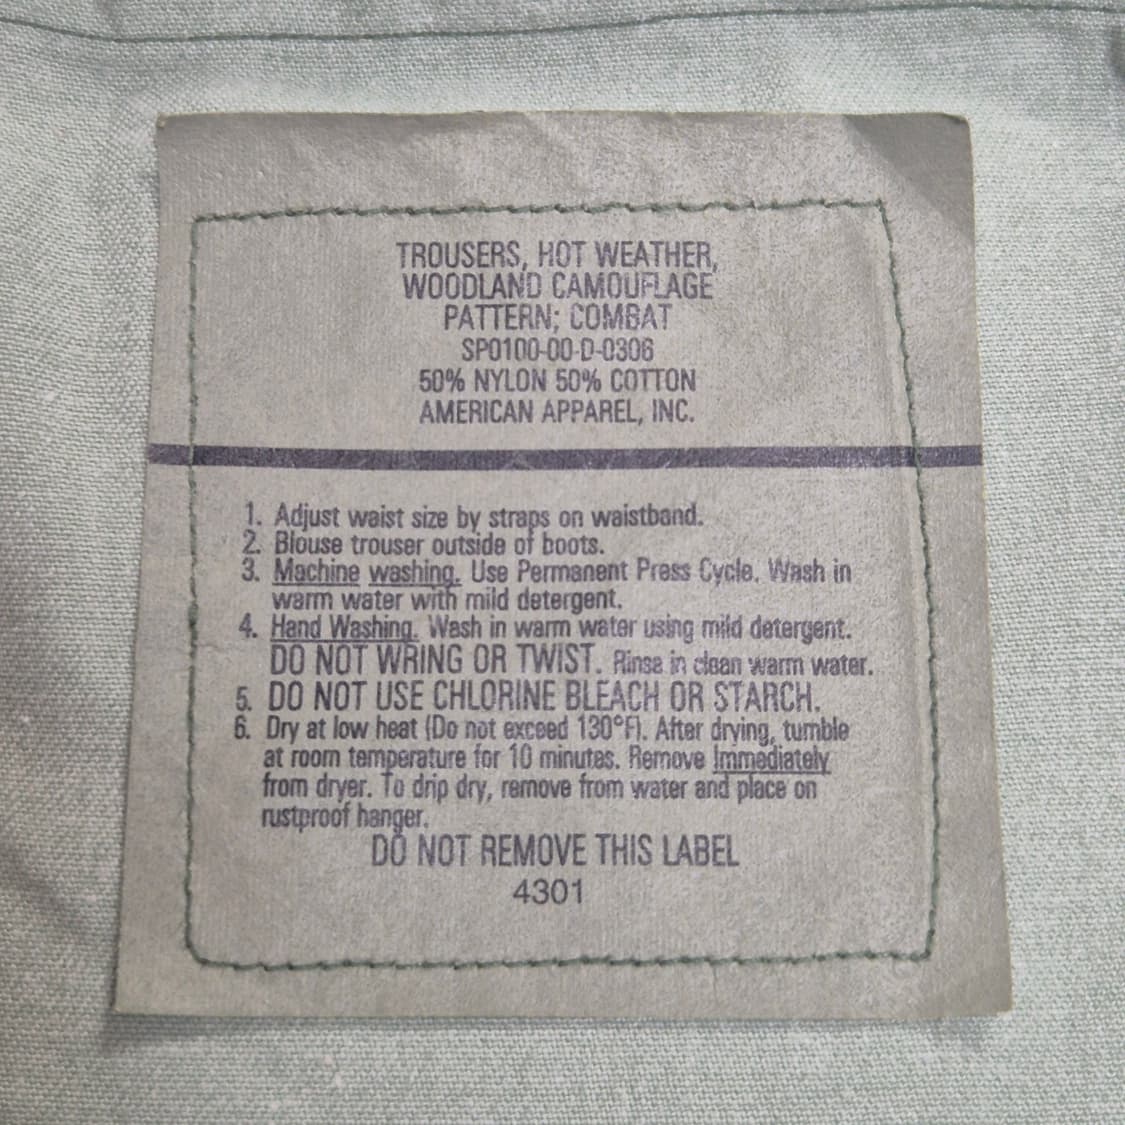 TROUSERS, HOT WEATHER,
WOODLAND CAMOUFLAGE
PATTERN; COMBAT
SP0100-00-D-0306
50% NYLON 50% COTTON
AMERICAN APPAREL, INC.
1. Adjust waist size by straps on waistband.
2. Blouse trouser outside of boots.
3. Machine washing. Use Permanent Press Cycle. Wash in
warm water with mild detergent.
4. Hand Washing. Wash in warm water using mild detergent.
DO NOT WRING OR TWIST. Rinse in clean warm water.
5. DO NOT USE CHLORINE BLEACH OR STARCH.
6. Dry at low heat (Do not exceed 130°F). After drying, tumble
at room temperature for 10 minutes. Remove Immediately
from dryer. To drip dry, remove from water and place on
rustproof hanger.
DO NOT REMOVE THIS LABEL
4301